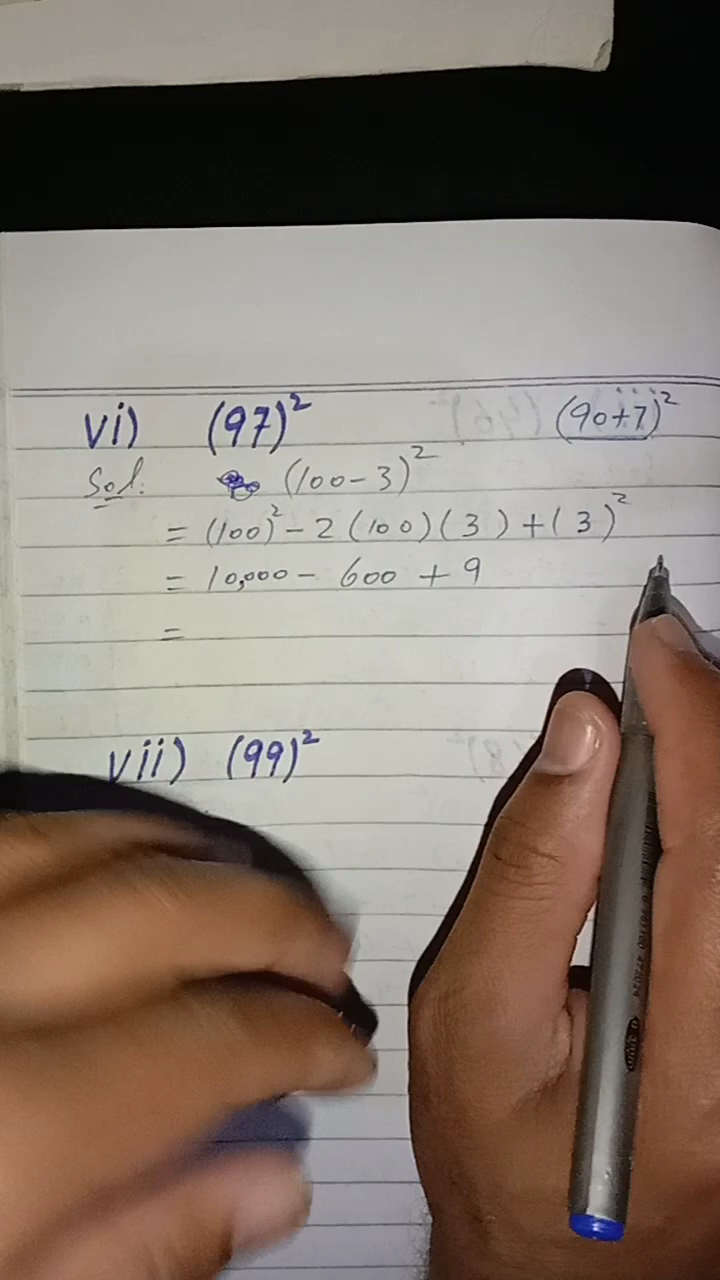 vi) (97)² (90+7)²
Sol: (100-3)²
= (100)² - 2 (100) (3) + (3)²
= 10,000 - 600 + 9
=
vii) (99)²